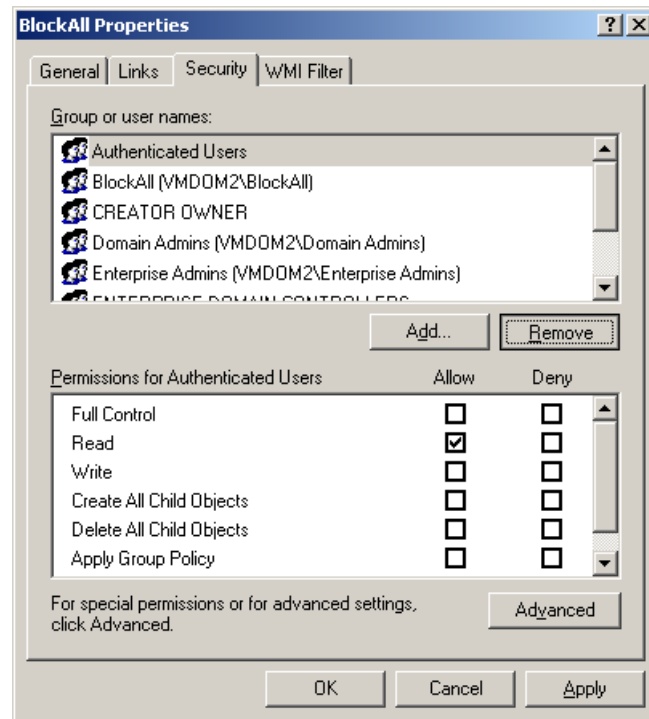 BlockAll Properties
General Links Security WMI Filter
Group or user names:
Authenticated Users
BlockAll (VMDOM2\BlockAll)
CREATOR OWNER
Domain Admins (VMDOM2\Domain Admins)
Enterprise Admins (VMDOM2\Enterprise Admins)
ENTERPRISE DOMAIN CONTROLLERS
Add... Remove
Permissions for Authenticated Users Allow Deny
Full Control
Read
Write
Create All Child Objects
Delete All Child Objects
Apply Group Policy
For special permissions or for advanced settings,
click Advanced.
Advanced
OK Cancel Apply